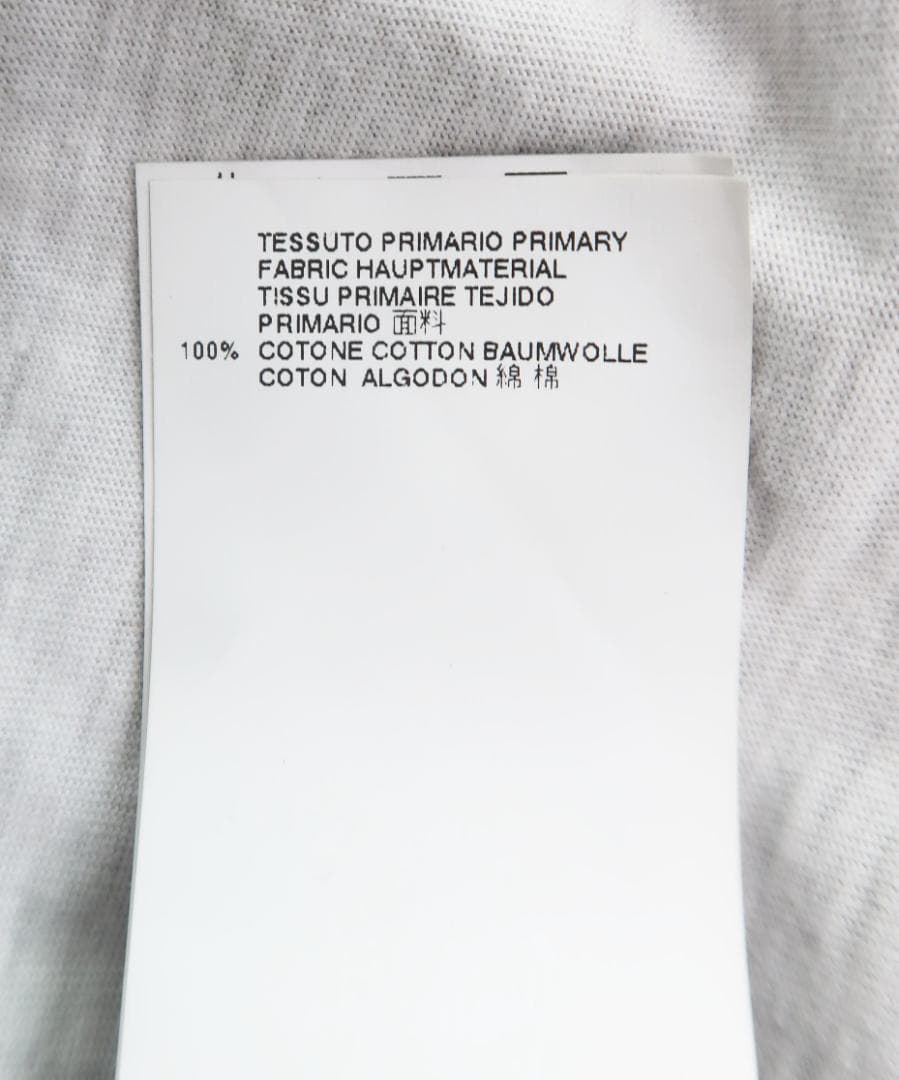 TESSUTO PRIMARIO PRIMARY
FABRIC HAUPTMATERIAL
TISSU PRIMAIRE TEJIDO
PRIMARIO 面料
100% COTONE COTTON BAUMWOLLE
COTON ALGODON 綿 棉